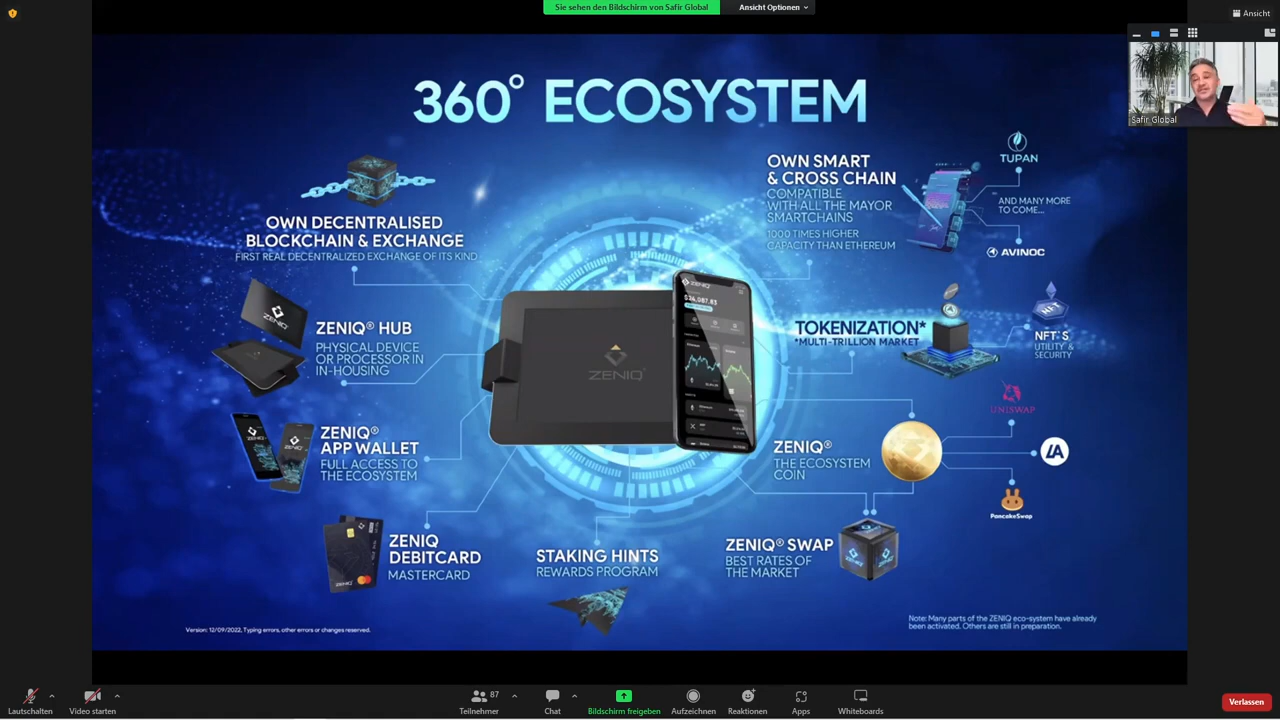 Sie sehen den Bildschirm von Safir Global
Ansicht Optionen
Ansicht
Safir Global
360° ECOSYSTEM
OWN DECENTRALISED
BLOCKCHAIN & EXCHANGE
FIRST REAL DECENTRALIZED EXCHANGE OF ITS KIND
OWN SMART
& CROSS CHAIN
COMPATIBLE
WITH ALL THE MAYOR
SMARTCHAINS
1000 TIMES HIGHER
CAPACITY THAN ETHEREUM
TUPAN
AND MANY MORE
TO COME...
AVINOC
ZENIQ
ZENIQ® HUB
PHYSICAL DEVICE
OR PROCESSOR IN
IN-HOUSING
ZENIQ
ZENIQ
$24,087.83
TOKENIZATION*
*MULTI-TRILLION MARKET
NFT´S
UTILITY &
SECURITY
ZENIQ®
APP WALLET
FULL ACCESS TO
THE ECOSYSTEM
ZENIQ®
THE ECOSYSTEM
COIN
UNISWAP
LA
PancakeSwap
ZENIQ
DEBITCARD
MASTERCARD
STAKING HINTS
REWARDS PROGRAM
ZENIQ® SWAP
BEST RATES OF
THE MARKET
Version: 12/09/2022, Typing errors, other errors or changes reserved.
Note: Many parts of the ZENIQ eco-system have already
been activated. Others are still in preparation.
Lautschalten
Video starten
87
Teilnehmer
Chat
Bildschirm freigeben
Aufzeichnen
Reaktionen
Apps
Whiteboards
Verlassen